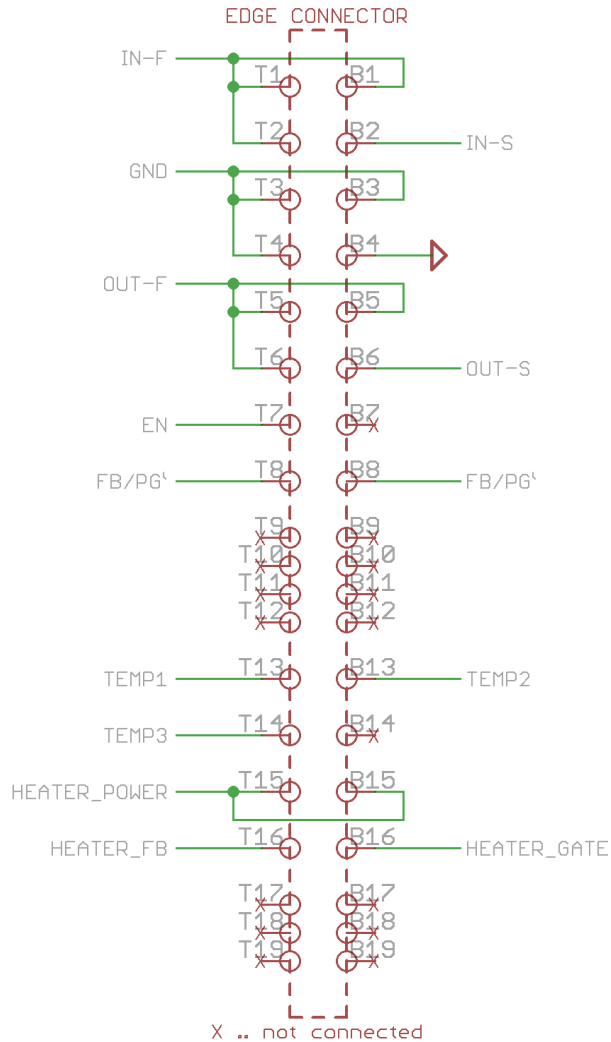 EDGE CONNECTOR
IN-F
T1 B1
T2 B2 IN-S
GND
T3 B3
T4 B4
OUT-F
T5 B5
T6 B6 OUT-S
EN T7 B7
FB/PG' T8 B8 FB/PG'
T9 B9
T10 B10
T11 B11
T12 B12
TEMP1 T13 B13 TEMP2
TEMP3 T14 B14
HEATER_POWER T15 B15
HEATER_FB T16 B16 HEATER_GATE
T17 B17
T18 B18
T19 B19
X .. not connected